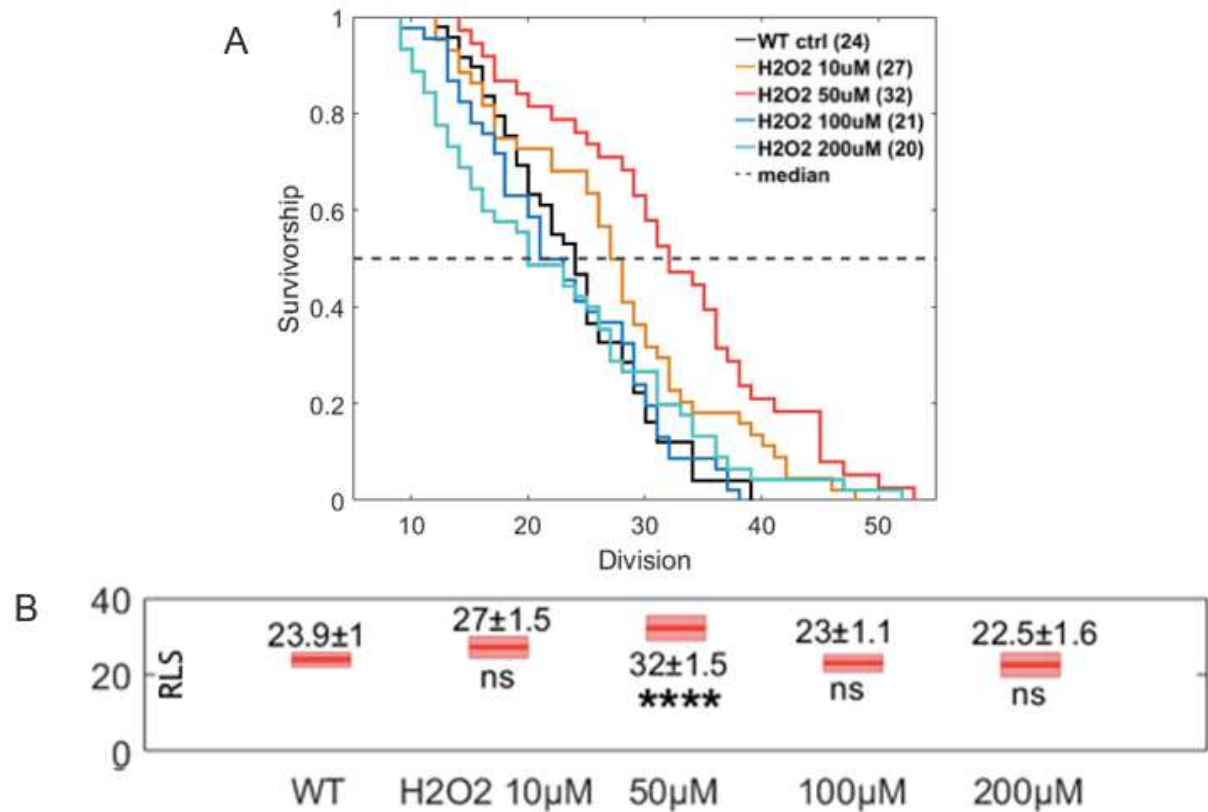 A
1
0.8
0.6
0.4
0.2
0
Survivorship
WT ctrl (24)
H2O2 10uM (27)
H2O2 50uM (32)
H2O2 100uM (21)
H2O2 200uM (20)
median
10 20 30 40 50
Division
B
40
20
0
RLS
23.9±1
27±1.5
ns
32±1.5
****
23±1.1
ns
22.5±1.6
ns
WT H2O2 10µM 50µM 100µM 200µM